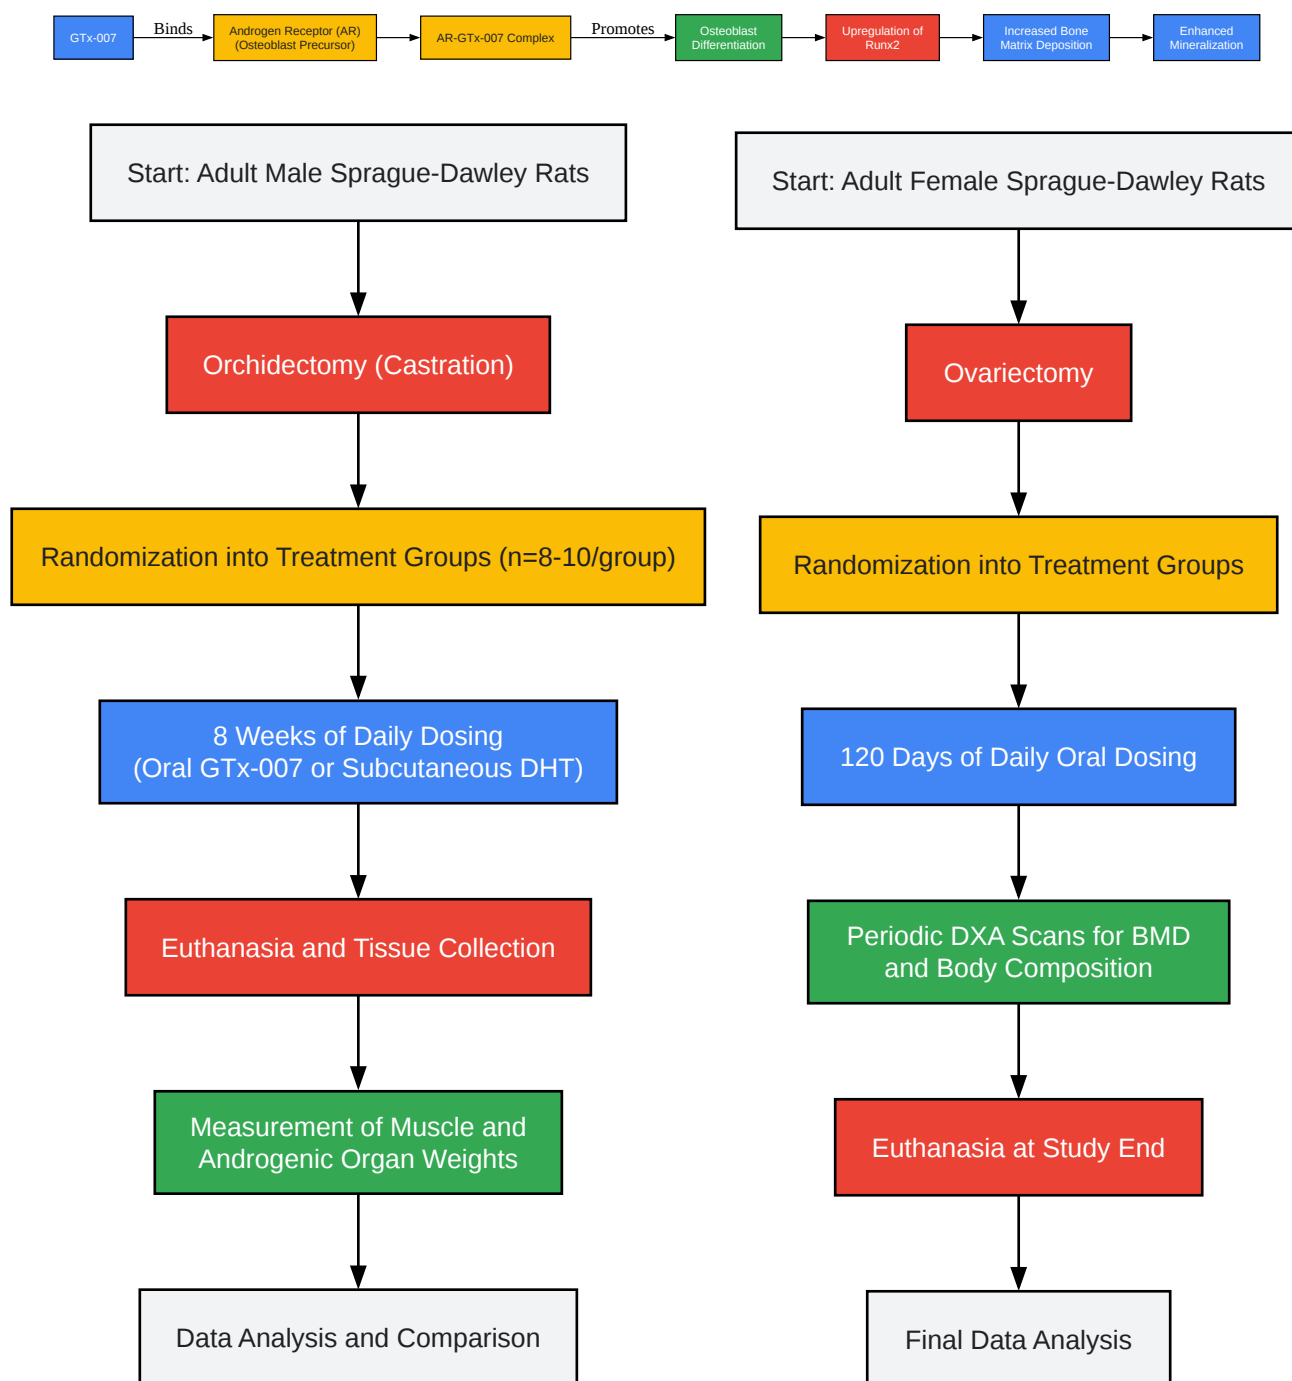 GTx-007
Binds
Androgen Receptor (AR)
(Osteoblast Precursor)
AR-GTx-007 Complex
Promotes
Osteoblast
Differentiation
Upregulation of
Runx2
Increased Bone
Matrix Deposition
Enhanced
Mineralization
Start: Adult Male Sprague-Dawley Rats
Orchidectomy (Castration)
Randomization into Treatment Groups (n=8-10/group)
8 Weeks of Daily Dosing
(Oral GTx-007 or Subcutaneous DHT)
Euthanasia and Tissue Collection
Measurement of Muscle and
Androgenic Organ Weights
Data Analysis and Comparison
Start: Adult Female Sprague-Dawley Rats
Ovariectomy
Randomization into Treatment Groups
120 Days of Daily Oral Dosing
Periodic DXA Scans for BMD
and Body Composition
Euthanasia at Study End
Final Data Analysis